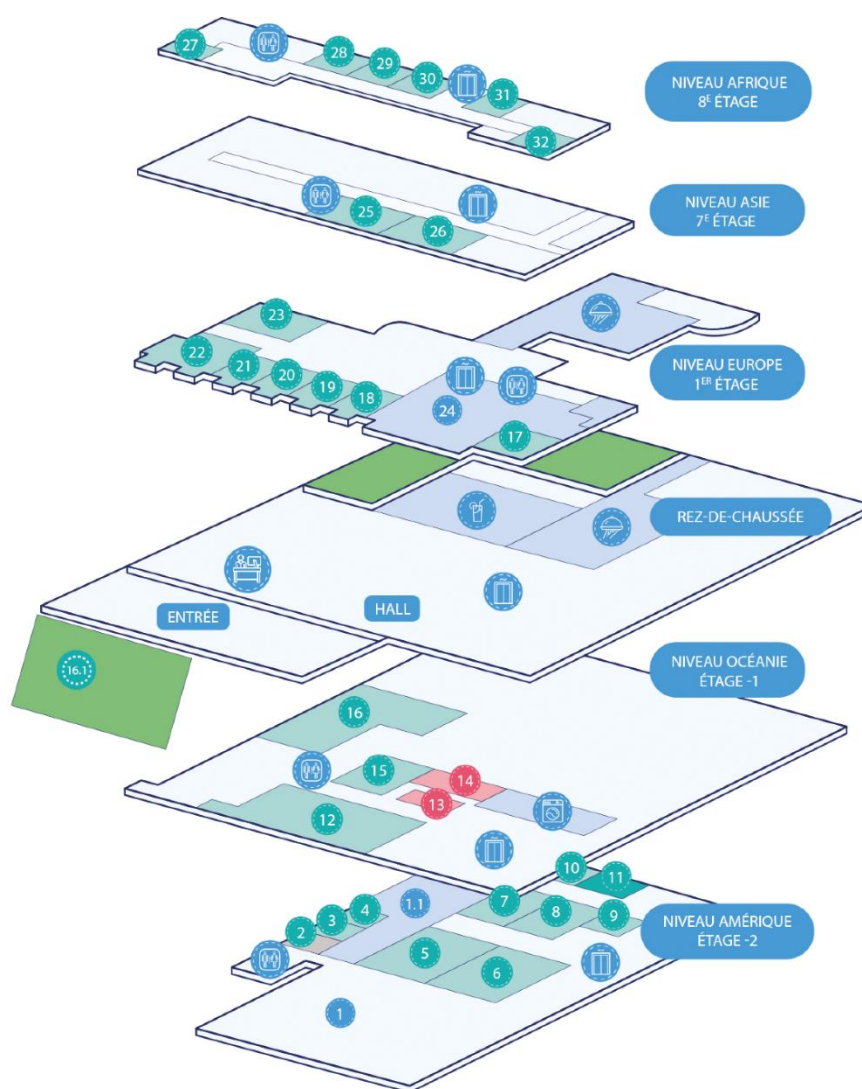 27
28
29
30
31
32
NIVEAU AFRIQUE
8E ÉTAGE
25
26
NIVEAU ASIE
7E ÉTAGE
23
22
21
20
19
18
24
17
NIVEAU EUROPE
1ER ÉTAGE
REZ-DE-CHAUSSÉE
ENTRÉE
HALL
16.1
NIVEAU OCÉANIE
ÉTAGE -1
16
15
14
13
12
10
11
1.1
7
8
9
2
3
4
5
6
1
NIVEAU AMÉRIQUE
ÉTAGE -2